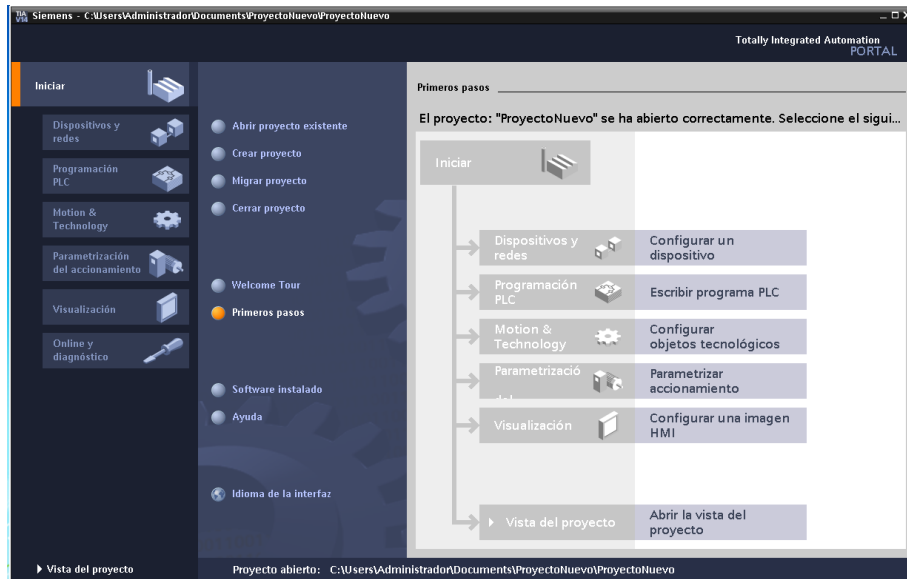 TIA V14 Siemens - C:\Users\Administrador\Documents\ProyectoNuevo\ProyectoNuevo
Totally Integrated Automation
PORTAL
Iniciar
Dispositivos y
redes
Programación
PLC
Motion &
Technology
Parametrización
del accionamiento
Visualización
Online y
diagnóstico
Vista del proyecto
Abrir proyecto existente
Crear proyecto
Migrar proyecto
Cerrar proyecto
Welcome Tour
Primeros pasos
Software instalado
Ayuda
Idioma de la interfaz
Primeros pasos
El proyecto: "ProyectoNuevo" se ha abierto correctamente. Seleccione el sigui...
Iniciar
Dispositivos y
redes
Configurar un
dispositivo
Programación
PLC
Escribir programa PLC
Motion &
Technology
Configurar
objetos tecnológicos
Parametrizació
Parametrizar
accionamiento
Visualización
Configurar una imagen
HMI
Vista del proyecto
Abrir la vista del
proyecto
Proyecto abierto: C:\Users\Administrador\Documents\ProyectoNuevo\ProyectoNuevo